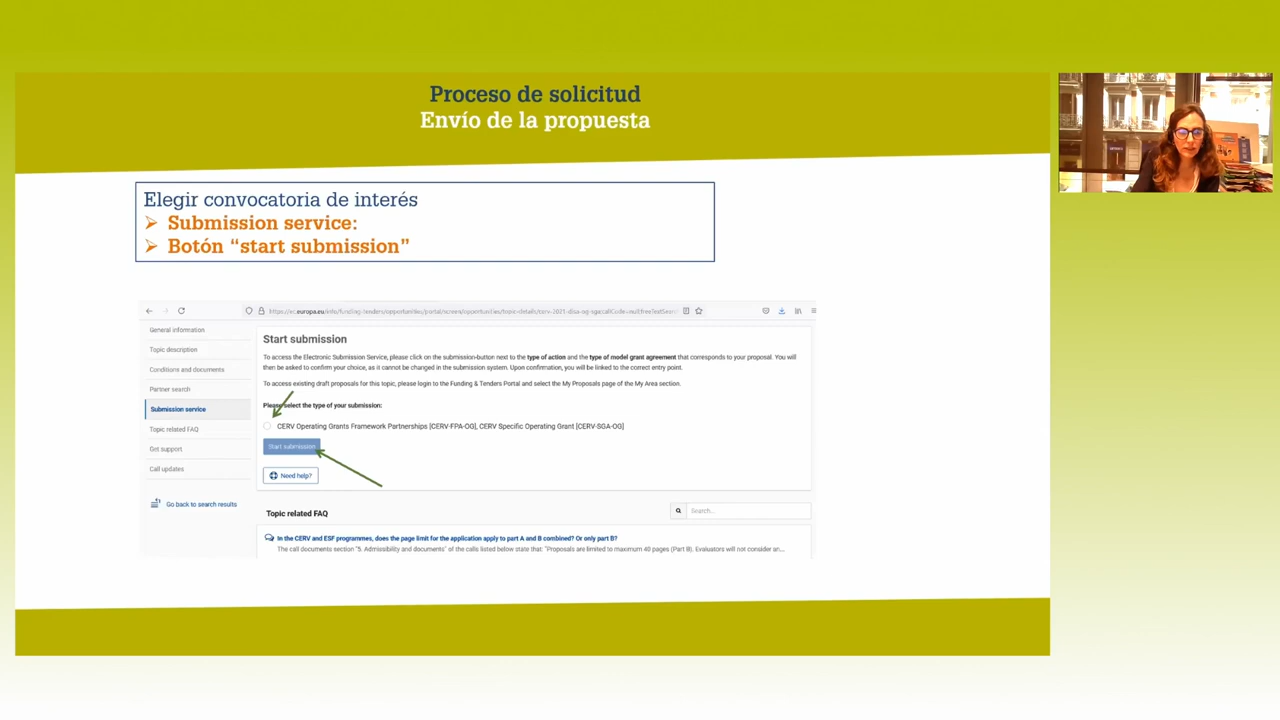 Proceso de solicitud
Envío de la propuesta
Elegir convocatoria de interés
➢ Submission service:
➢ Botón “start submission”
General information
Topic description
Conditions and documents
Partner search
Submission service
Topic related FAQ
Get support
Call updates
Go back to search results
Start submission
To access the Electronic Submission Service, please click on the submission-button next to the type of action and the type of model grant agreement that corresponds to your proposal. You will
then be asked to confirm your choice, as it cannot be changed in the submission system. Upon confirmation, you will be linked to the correct entry point.
To access existing draft proposals for this topic, please login to the Funding & Tenders Portal and select the My Proposals page of the My Area section.
Please select the type of your submission:
CERV Operating Grants Framework Partnerships [CERV-FPA-OG], CERV Specific Operating Grant [CERV-SGA-OG]
Start submission
Need help?
Topic related FAQ
Search...
In the CERV and ESF programmes, does the page limit for the application apply to part A and B combined? Or only part B?
The call documents section "5. Admissibility and documents" of the calls listed below state that: "Proposals are limited to maximum 40 pages (Part B). Evaluators will not consider an...